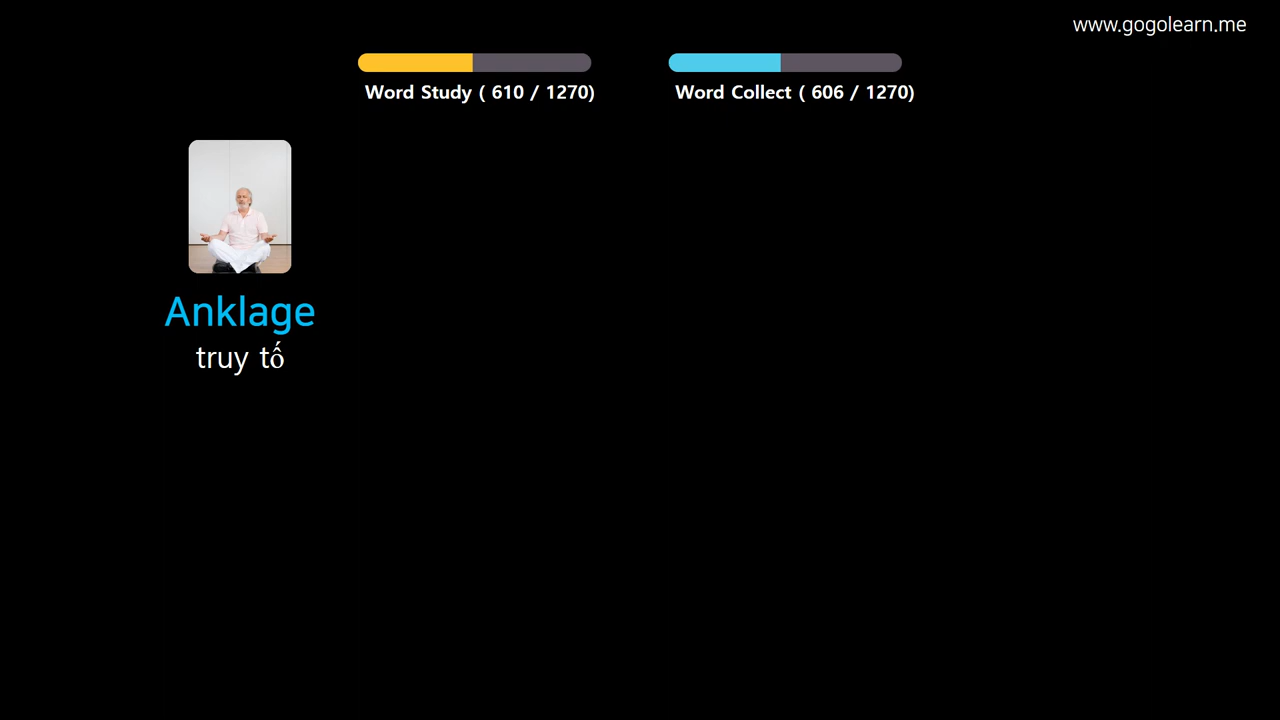 www.gogolearn.me
Word Study ( 610 / 1270)
Word Collect ( 606 / 1270)
Anklage
truy tố